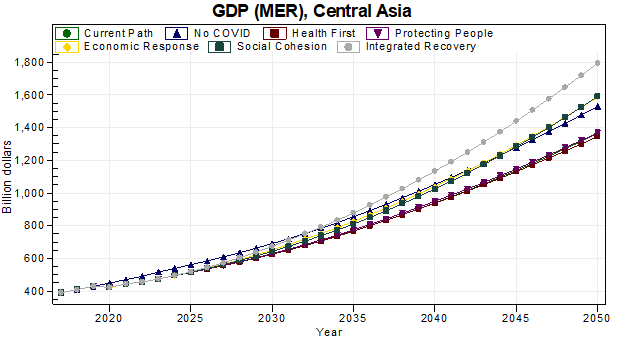 GDP (MER), Central Asia
Current Path No COVID Health First Protecting People
Economic Response Social Cohesion Integrated Recovery
1,800
1,600
1,400
1,200
1,000
800
600
400
Billion dollars
2020 2025 2030 2035 2040 2045 2050
Year